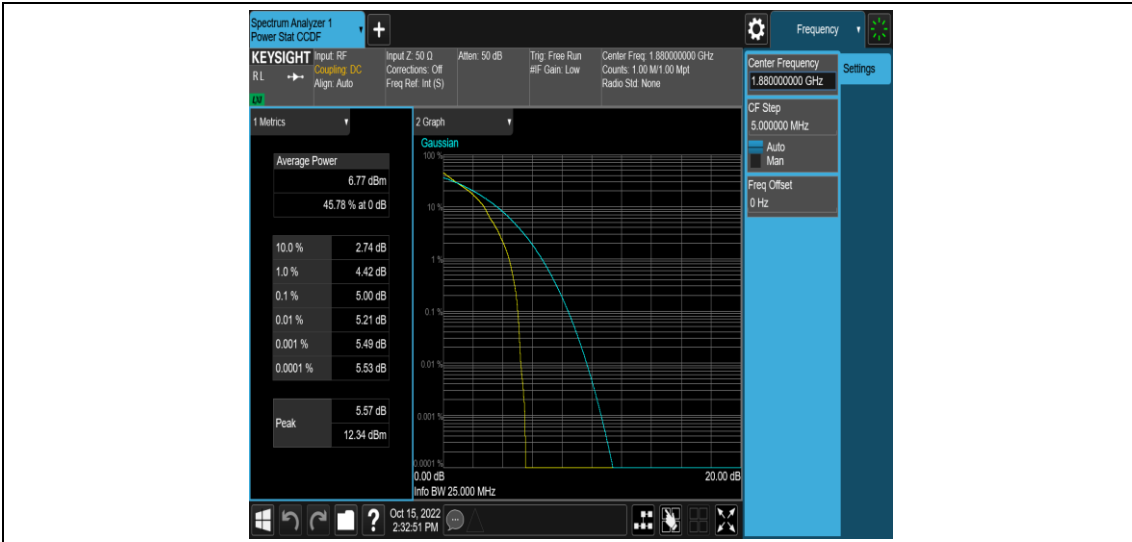 Spectrum Analyzer 1
Power Stat CCDF
+
Frequency
KEYSIGHT
Input: RF
Coupling: DC
Align: Auto
RL
LXI
Input Z: 50 Ω
Corrections: Off
Freq Ref: Int (S)
Atten: 50 dB
Trig: Free Run
#IF Gain: Low
Center Freq: 1.880000000 GHz
Counts: 1.00 M/1.00 Mpt
Radio Std: None
Center Frequency
1.880000000 GHz
Settings
CF Step
5.000000 MHz
Auto
Man
Freq Offset
0 Hz
1 Metrics
Average Power
6.77 dBm
45.78 % at 0 dB
10.0 % 2.74 dB
1.0 % 4.42 dB
0.1 % 5.00 dB
0.01 % 5.21 dB
0.001 % 5.49 dB
0.0001 % 5.53 dB
Peak
5.57 dB
12.34 dBm
2 Graph
Gaussian
100 %
10 %
1 %
0.1 %
0.01 %
0.001 %
0.0001 %
0.00 dB 20.00 dB
Info BW 25.000 MHz
?
Oct 15, 2022
2:32:51 PM